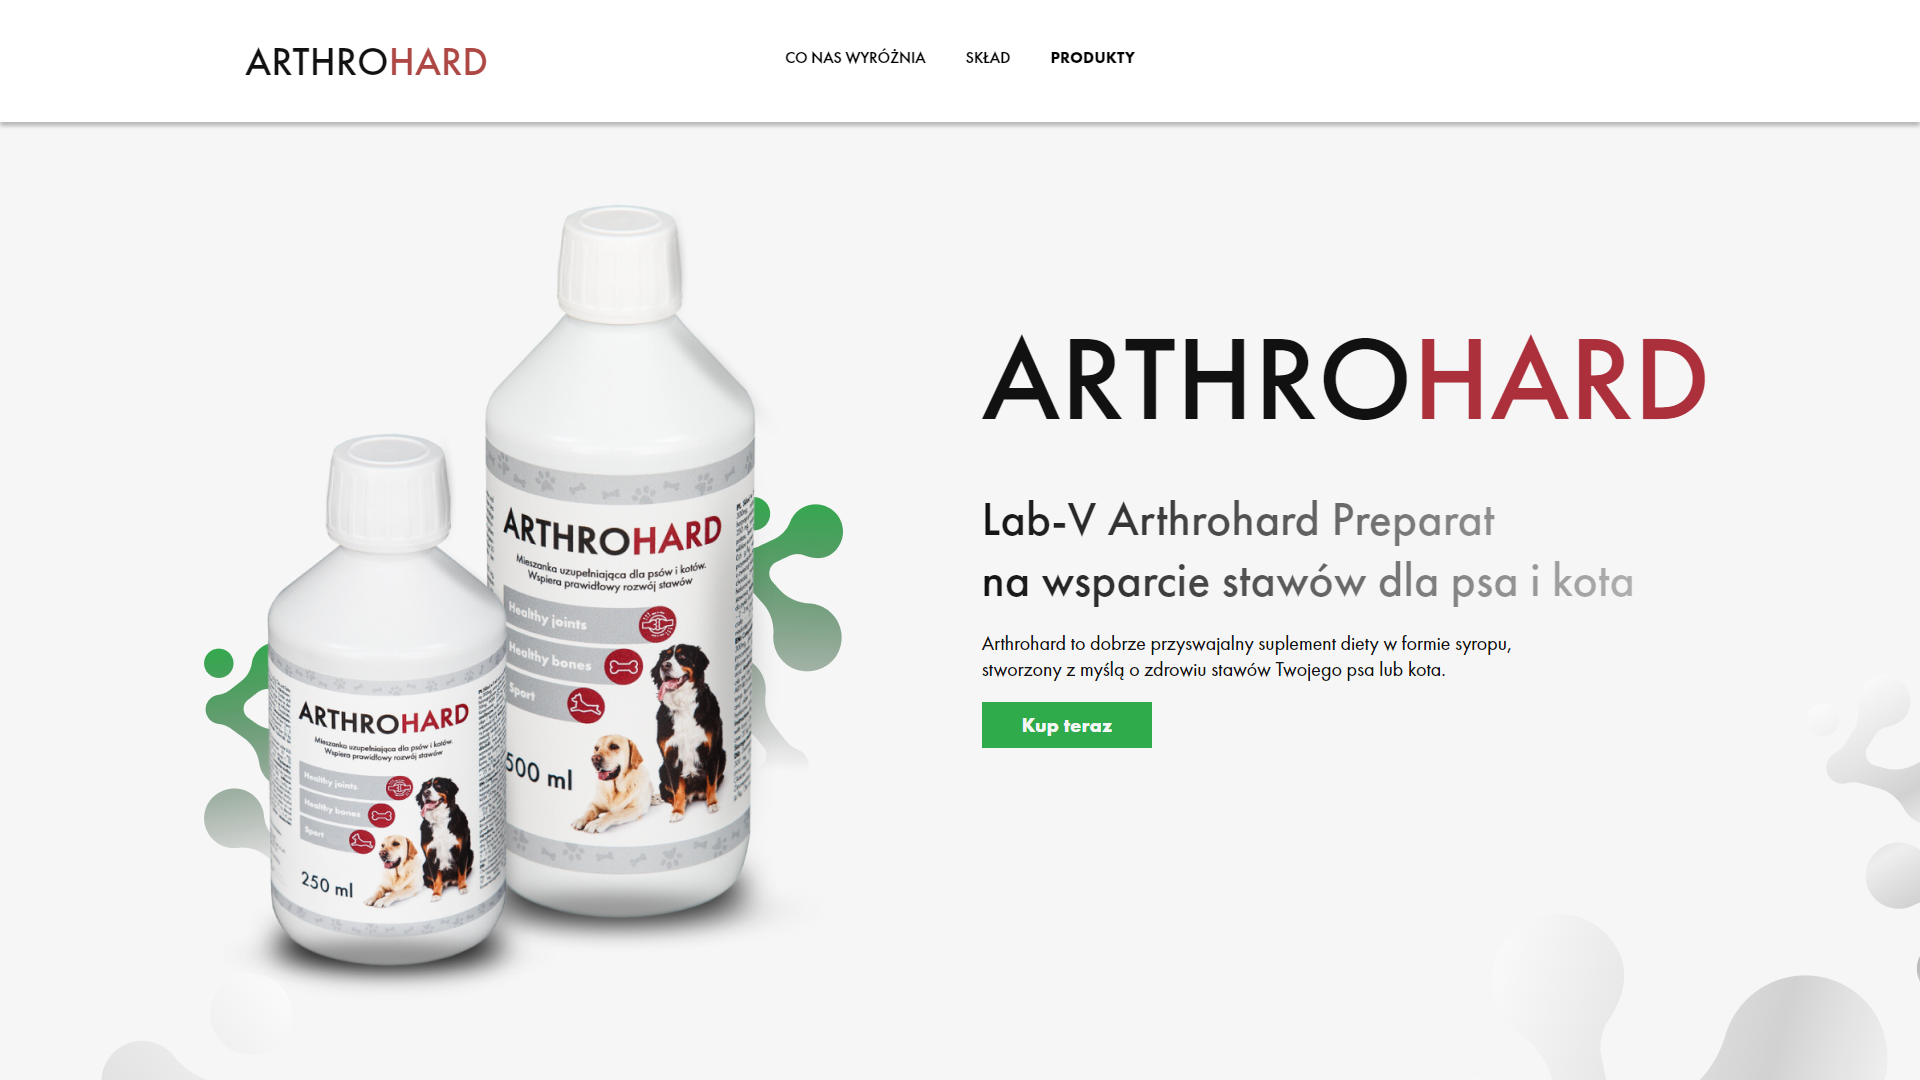 ARTHROHARD
CO NAS WYRÓŻNIA
SKŁAD
PRODUKTY
ARTHROHARD
Mieszanka uzupełniająca dla psów i kotów.
Wspiera prawidłowy rozwój stawów
Healthy joints
Healthy bones
Sport
500 ml
ARTHROHARD
Mieszanka uzupełniająca dla psów i kotów.
Wspiera prawidłowy rozwój stawów
Healthy joints
Healthy bones
Sport
250 ml
ARTHROHARD
Lab-V Arthrohard Preparat
na wsparcie stawów dla psa i kota
Arthrohard to dobrze przyswajalny suplement diety w formie syropu,
stworzony z myślą o zdrowiu stawów Twojego psa lub kota.
Kup teraz